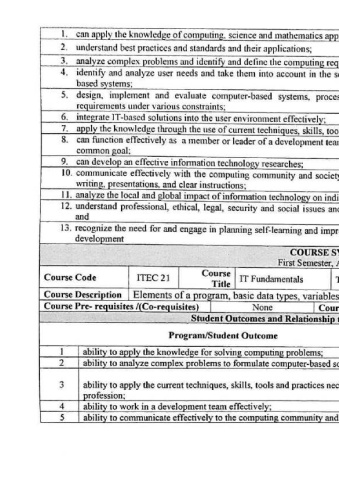 1. can apply the knowledge of computing, science and mathematics app
2. understand best practices and standards and their applications;
3. analyze complex problems and identify and define the computing req
4. identify and analyze user needs and take them into account in the s
based systems;
5. design, implement and evaluate computer-based systems, proces
requirements under various constraints;
6. integrate IT-based solutions into the user environment effectively;
7. apply the knowledge through the use of current techniques, skills, too
8. can function effectively as a member or leader of a development tea
common goal;
9. can develop an effective information technology researches;
10. communicate effectively with the computing community and societ
writing, presentations, and clear instructions;
11. analyze the local and global impact of information technology on indi
12. understand professional, ethical, legal, security and social issues an
and
13. recognize the need for and engage in planning self-learning and impr
development
COURSE SY
First Semester, A
Course Code ITEC 21 Course Title IT Fundamentals
Course Description Elements of a program, basic data types, variables
Course Pre- requisites /(Co-requisites) None Cour
Student Outcomes and Relationship
Program/Student Outcome
1 ability to apply the knowledge for solving computing problems;
2 ability to analyze complex problems to formulate computer-based so
3 ability to apply the current techniques, skills, tools and practices nec
profession;
4 ability to work in a development team effectively;
5 ability to communicate effectively to the computing community and